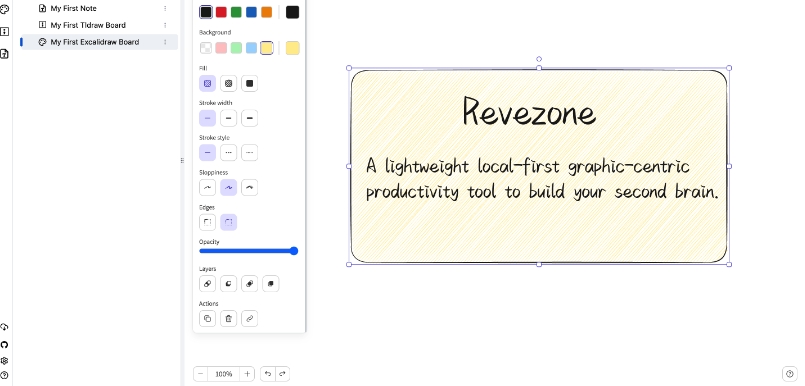 My First Note
My First Tldraw Board
My First Excalidraw Board
Background
Fill
Stroke width
Stroke style
Sloppiness
Edges
Opacity
Layers
Actions
100%
Revezone
A lightweight local-first graphic-centric
productivity tool to build your second brain.